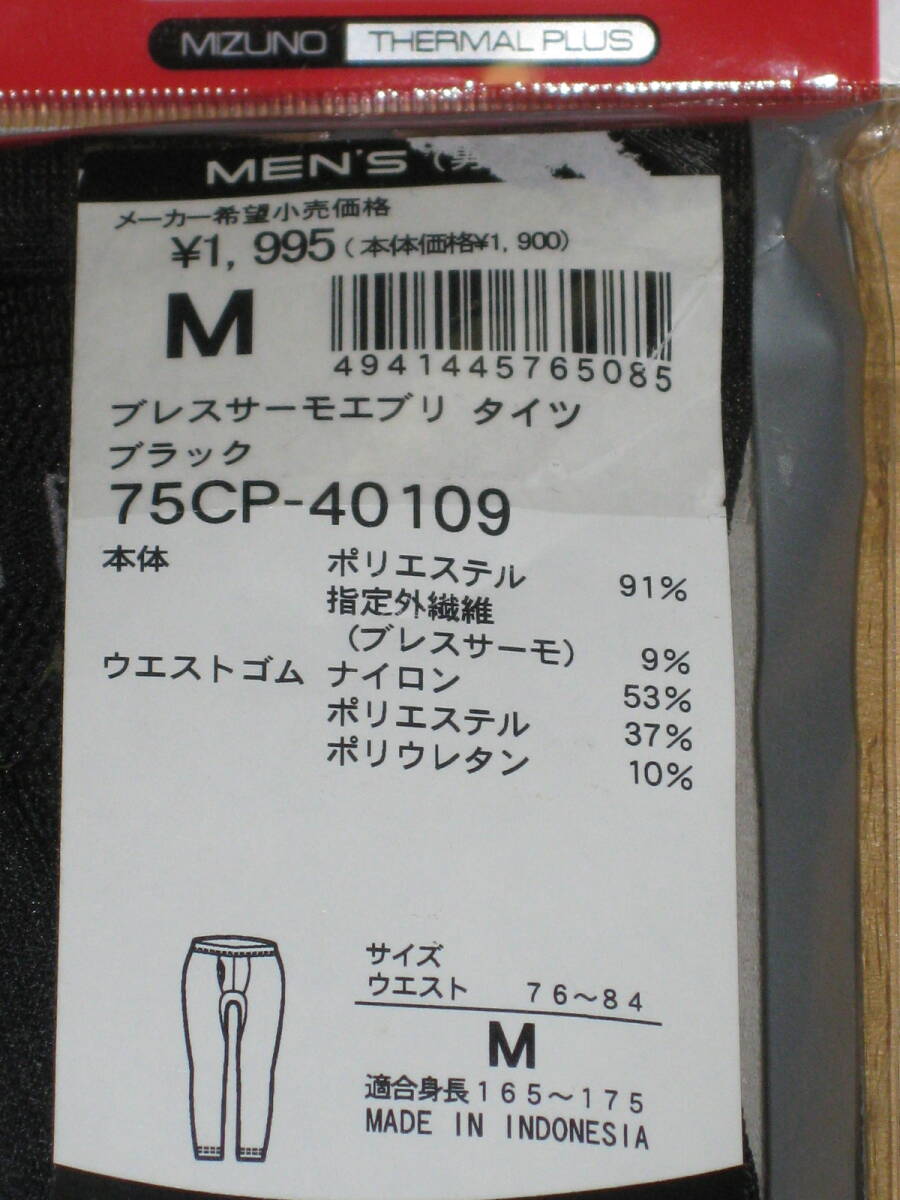 MIZUNO THERMAL PLUS
MEN'S (男
メーカー希望小売価格
¥1,995(本体価格¥1,900)
M
4941445765085
ブレスサーモエブリ タイツ
ブラック
75CP-40109
本体 ポリエステル 91%
指定外繊維
(ブレスサーモ) 9%
ウエストゴム ナイロン 53%
ポリエステル 37%
ポリウレタン 10%
サイズ
ウエスト 76～84
M
適合身長165～175
MADE IN INDONESIA